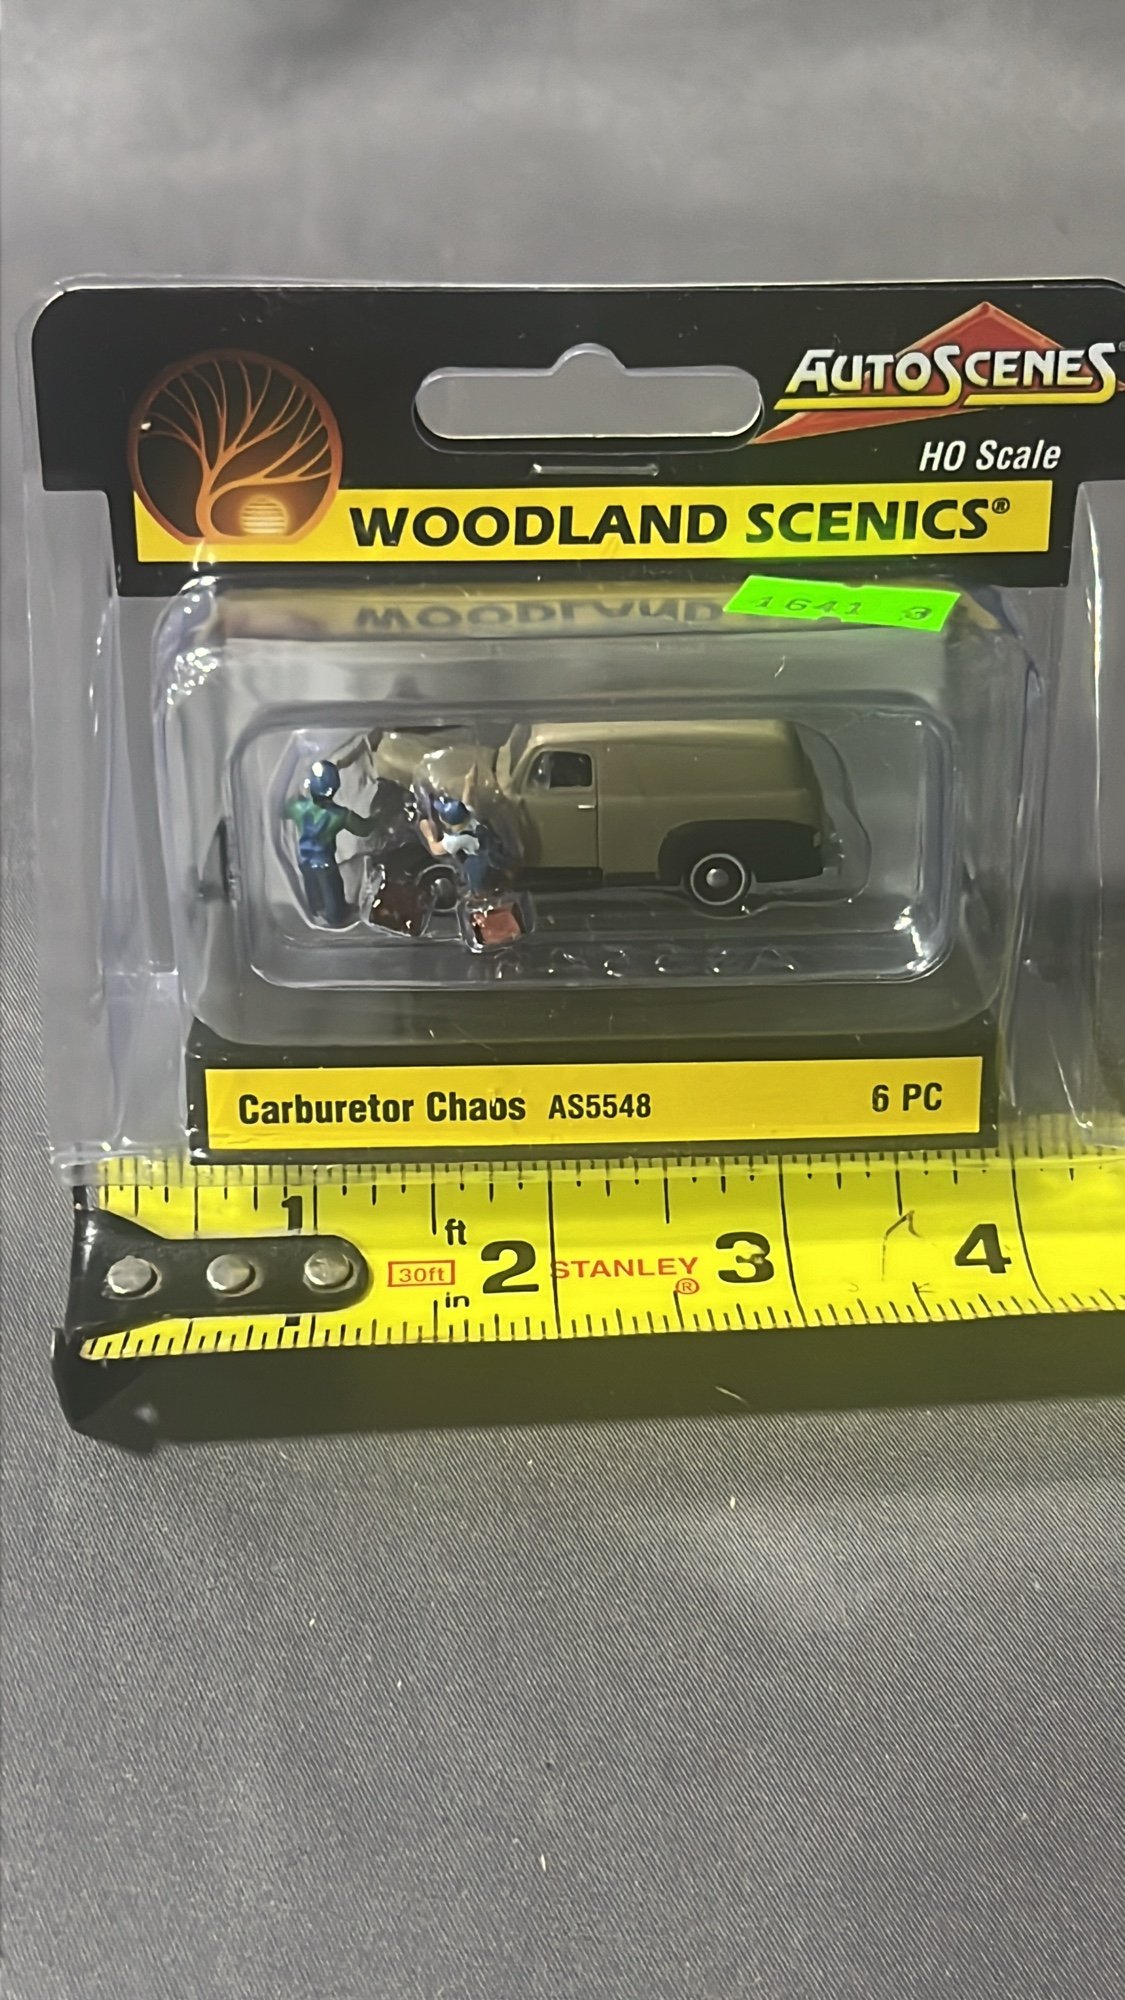 AUTOSCENES
HO Scale
WOODLAND SCENICS®
WOODLAND
1641 3
Carburetor Chaos AS5548 6 PC
1 2 3 4
ft
30ft STANLEY ®
in